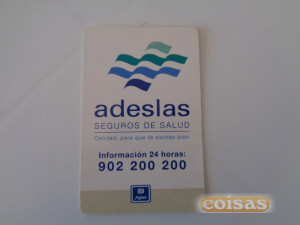 adeslas
SEGUROS DE SALUD
Calidad, para que te sientas bien
Información 24 horas:
902 200 200
coisas